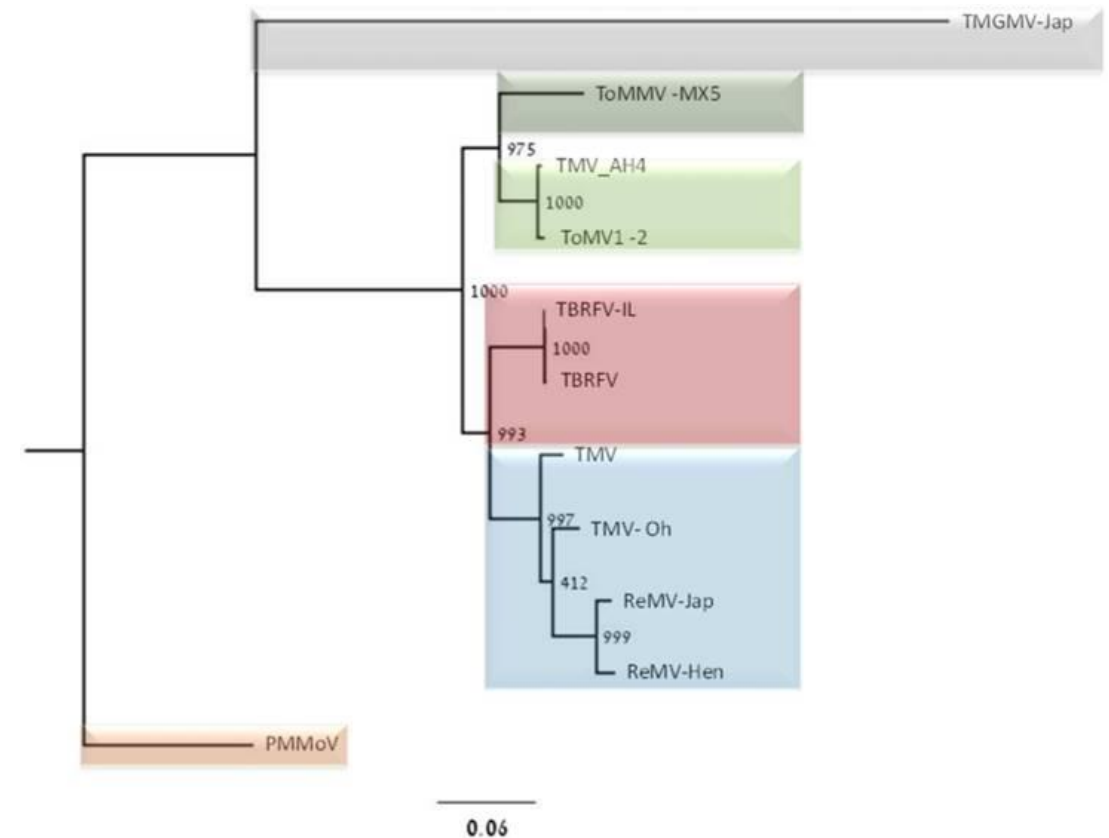 TMGMV-Jap
ToMMV -MX5
975
TMV_AH4
1000
ToMV1 -2
1000
TBRFV-IL
1000
TBRFV
993
TMV
997
TMV- Oh
412
ReMV-Jap
999
ReMV-Hen
PMMoV
0.06